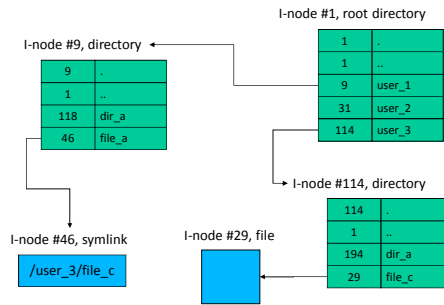 I-node #1, root directory
1 .
1 ..
9 user_1
31 user_2
114 user_3
I-node #9, directory
9 .
1 ..
118 dir_a
46 file_a
I-node #114, directory
114 .
1 ..
194 dir_a
29 file_c
I-node #46, symlink
/user_3/file_c
I-node #29, file